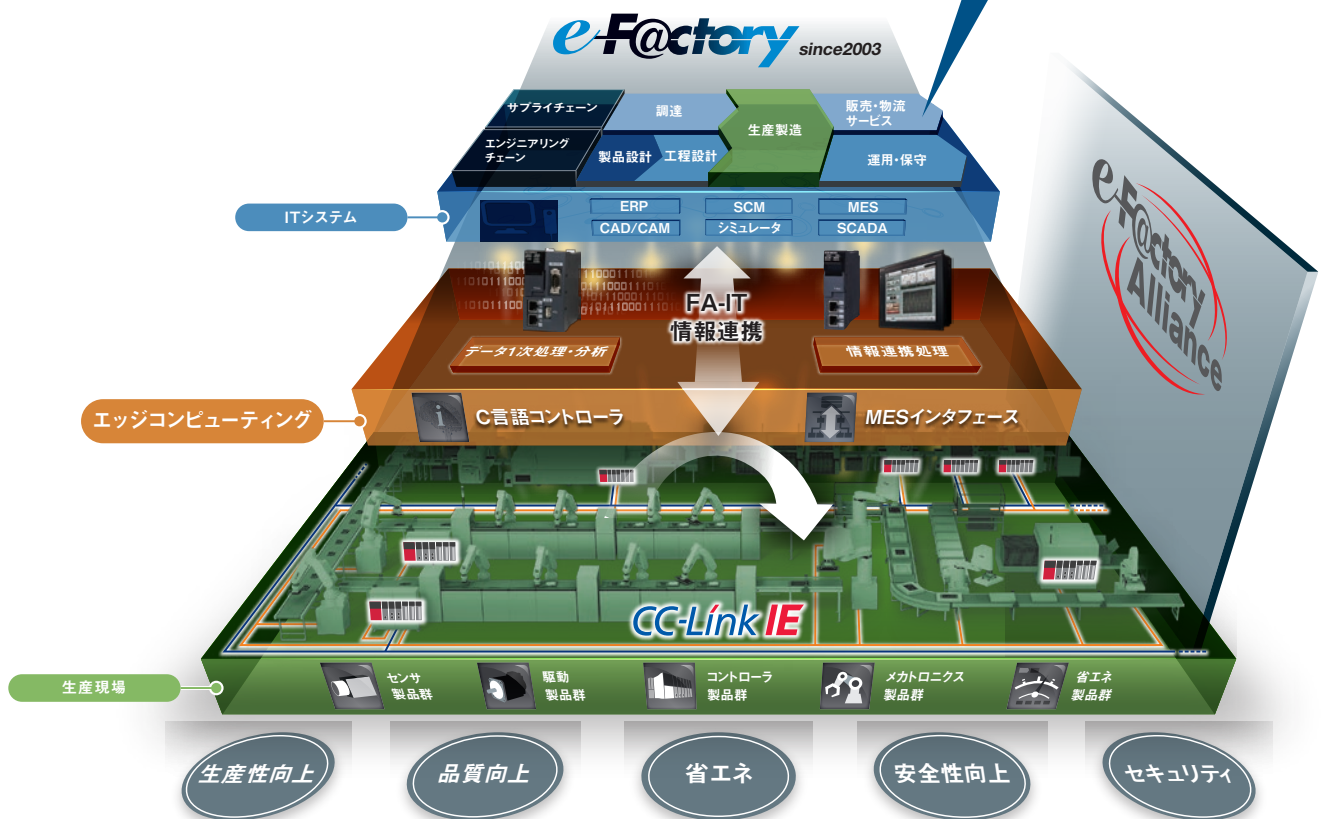 e-F@ctory since2003
サプライチェーン
調達
生産製造
販売・物流
サービス
エンジニアリング
チェーン
製品設計
工程設計
運用・保守
ITシステム
ERP
SCM
MES
CAD/CAM
シミュレータ
SCADA
FA-IT
情報連携
データ1次処理・分析
情報連携処理
エッジコンピューティング
C言語コントローラ
MESインタフェース
e-F@ctory
Alliance
CC-Link IE
生産現場
センサ
製品群
駆動
製品群
コントローラ
製品群
メカトロニクス
製品群
省エネ
製品群
生産性向上
品質向上
省エネ
安全性向上
セキュリティ